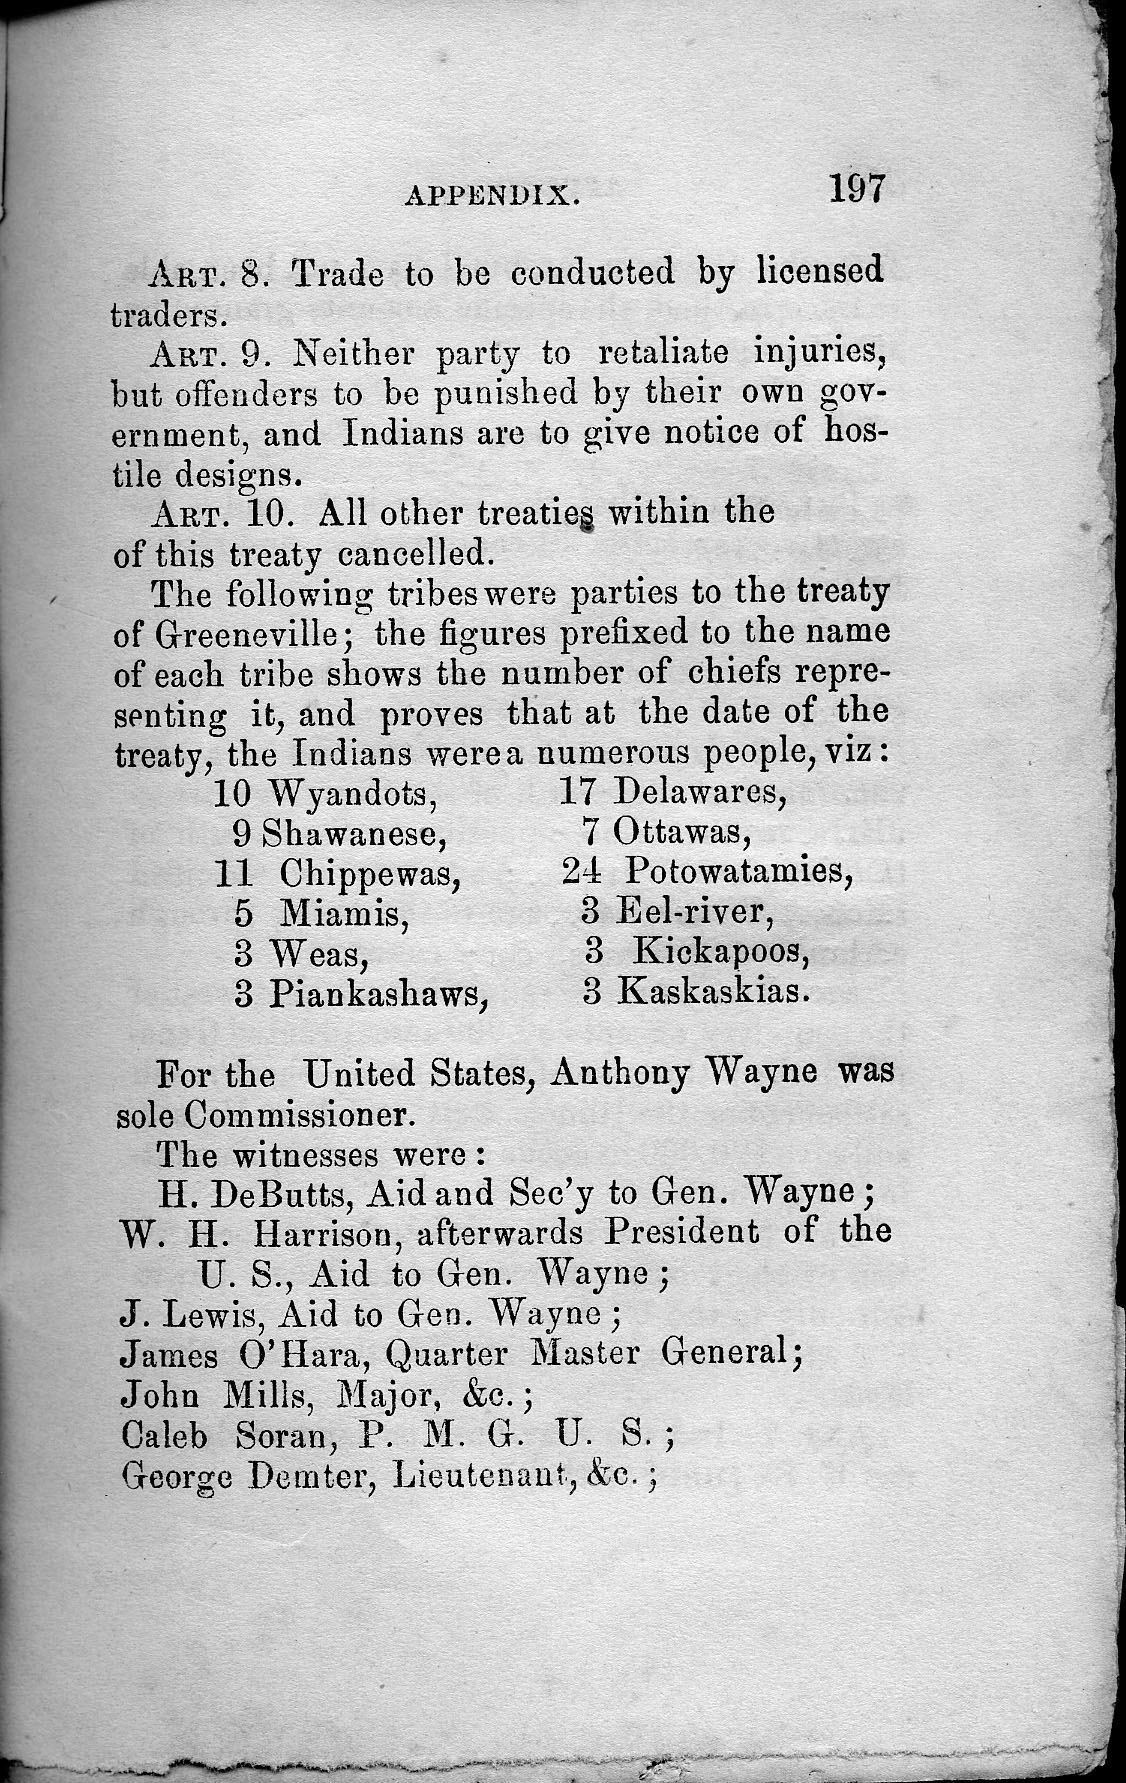 APPENDIX. 197
ART. 8. Trade to be conducted by licensed
traders.
ART. 9. Neither party to retaliate injuries,
but offenders to be punished by their own gov-
ernment, and Indians are to give notice of hos-
tile designs.
ART. 10. All other treaties within the
of this treaty cancelled.
The following tribes were parties to the treaty
of Greeneville; the figures prefixed to the name
of each tribe shows the number of chiefs repre-
senting it, and proves that at the date of the
treaty, the Indians were a numerous people, viz:
10 Wyandots, 17 Delawares,
9 Shawanese, 7 Ottawas,
11 Chippewas, 24 Potowatamies,
5 Miamis, 3 Eel-river,
3 Weas, 3 Kickapoos,
3 Piankashaws, 3 Kaskaskias.
For the United States, Anthony Wayne was
sole Commissioner.
The witnesses were:
H. DeButts, Aid and Sec'y to Gen. Wayne;
W. H. Harrison, afterwards President of the
U. S., Aid to Gen. Wayne;
J. Lewis, Aid to Gen. Wayne;
James O'Hara, Quarter Master General;
John Mills, Major, &c.;
Caleb Soran, P. M. G. U. S.;
George Demter, Lieutenant, &c.;